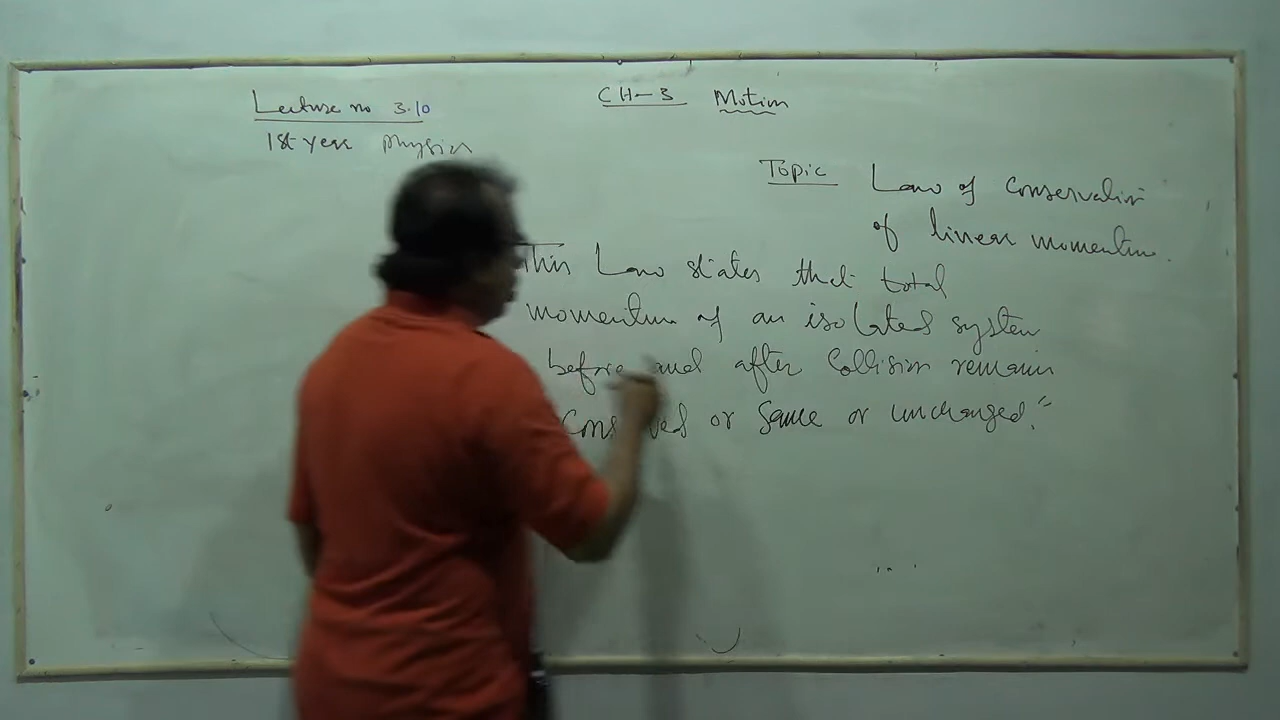 Lecture no 3.10
CH-3 Motion
1st year Physics
Topic Law of Conservation
of linear momentum.
This Law states that total
momentum of an isolated system
before and after Collision remain
Conserved or Same or unchanged."